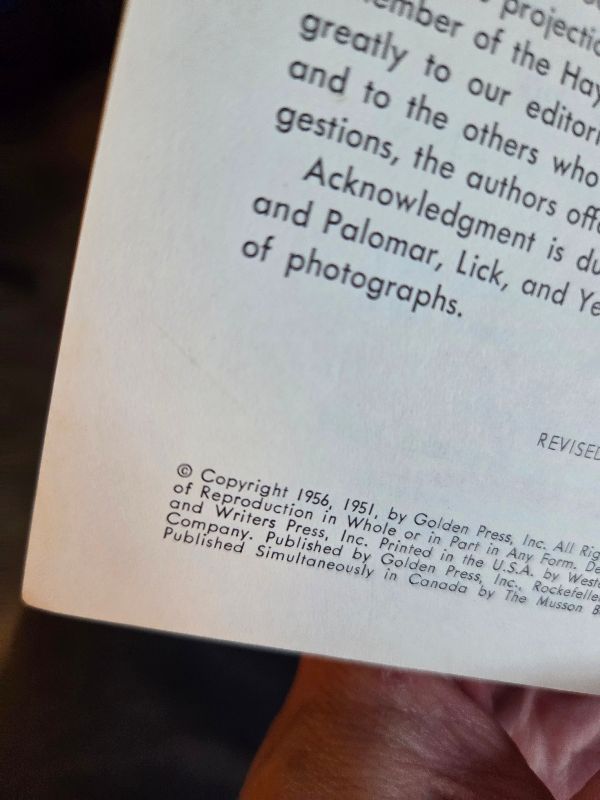 projectio
ember of the Hay
greatly to our editori
and to the others who
gestions, the authors offe
Acknowledgment is du
and Palomar, Lick, and Ye
of photographs.
REVISED
© Copyright 1956, 1951, by Golden Press, Inc. All Rig
of Reproduction in Whole or in Part in Any Form. De
and Writers Press, Inc. Printed in the U.S.A. by West
Company. Published by Golden Press, Inc., Rockefelle
Published Simultaneously in Canada by The Musson B